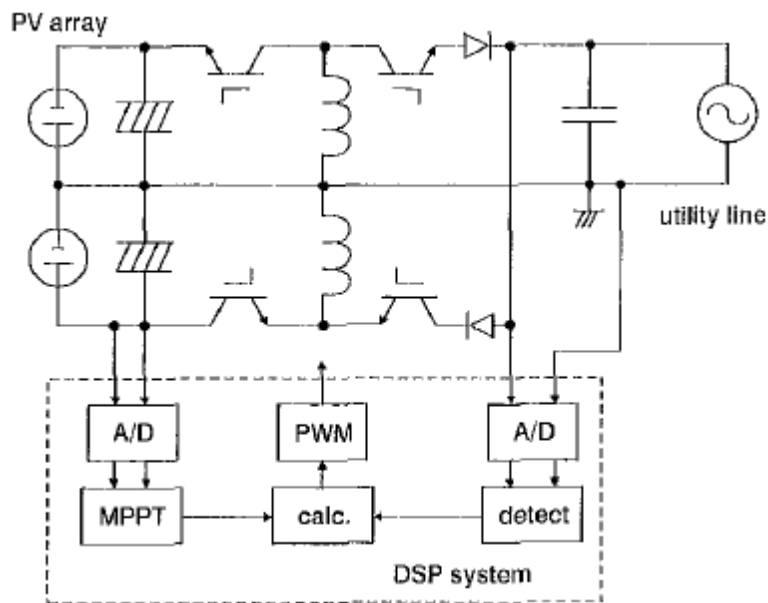 PV array
utility line
A/D
PWM
A/D
MPPT
calc.
detect
DSP system